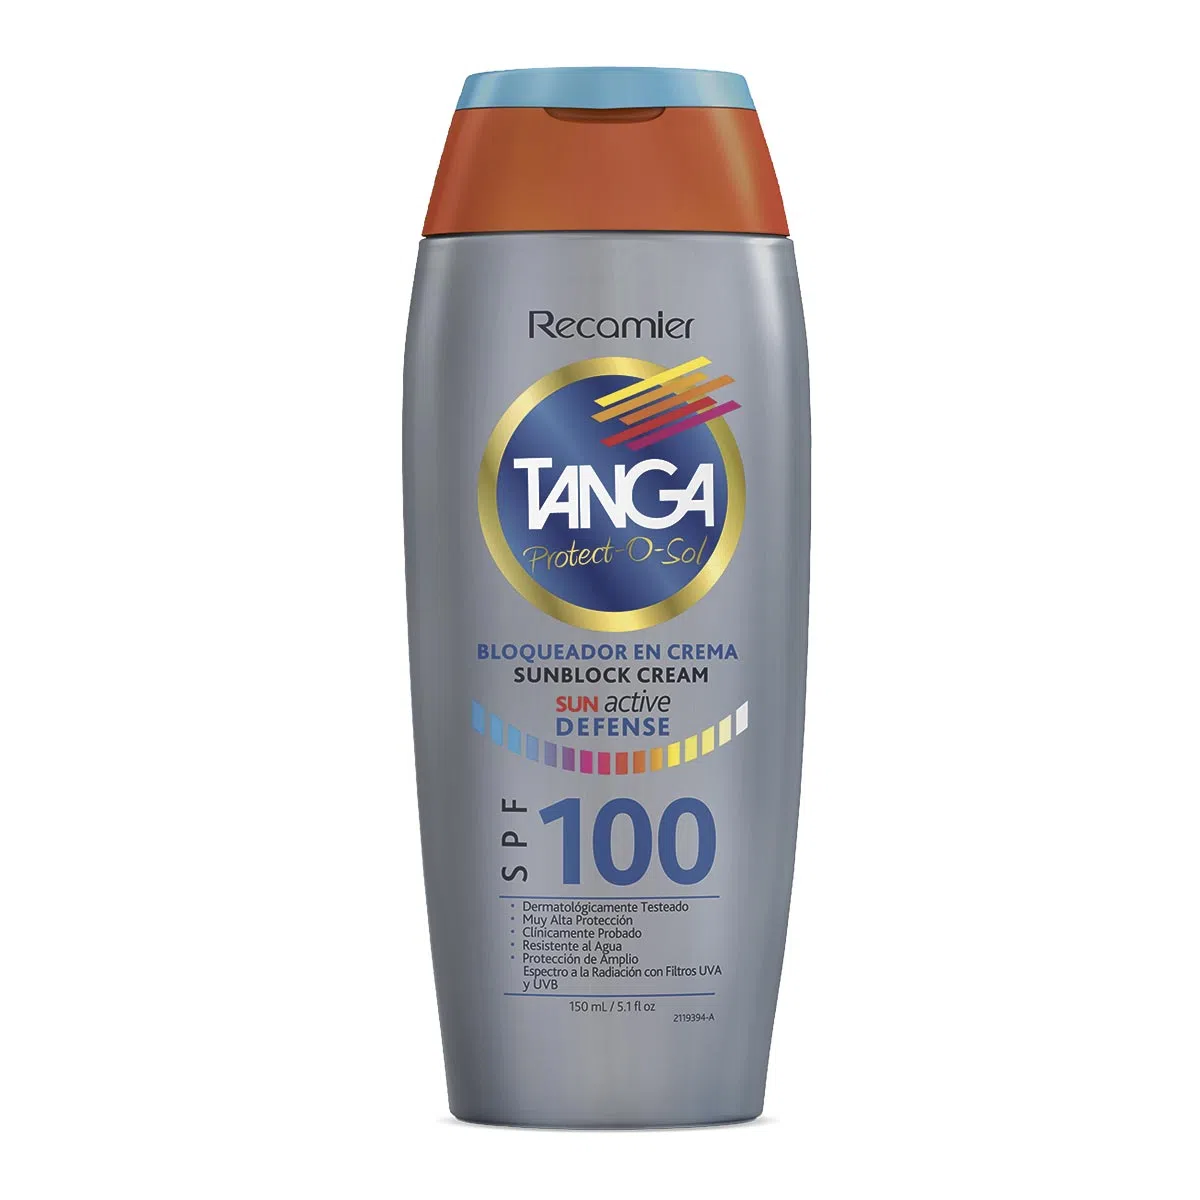 Recamier
TANGA
Protect-O-Sol
BLOQUEADOR EN CREMA
SUNBLOCK CREAM
SUN active
DEFENSE
SPF 100
· Dermatológicamente Testeado
· Muy Alta Protección
· Clínicamente Probado
· Resistente al Agua
· Protección de Amplio
Espectro a la Radiación con Filtros UVA
y UVB
150 mL / 5.1 fl oz
2119394-A